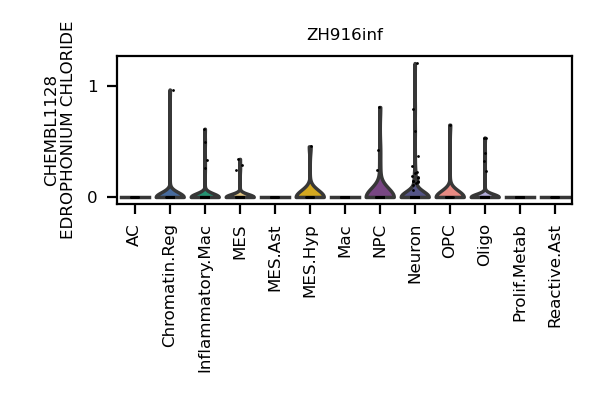 ZH916inf
CHEMBL1128
EDROPHONIUM CHLORIDE
1
0
AC
Chromatin.Reg
Inflammatory.Mac
MES
MES.Ast
MES.Hyp
Mac
NPC
Neuron
OPC
Oligo
Prolif.Metab
Reactive.Ast